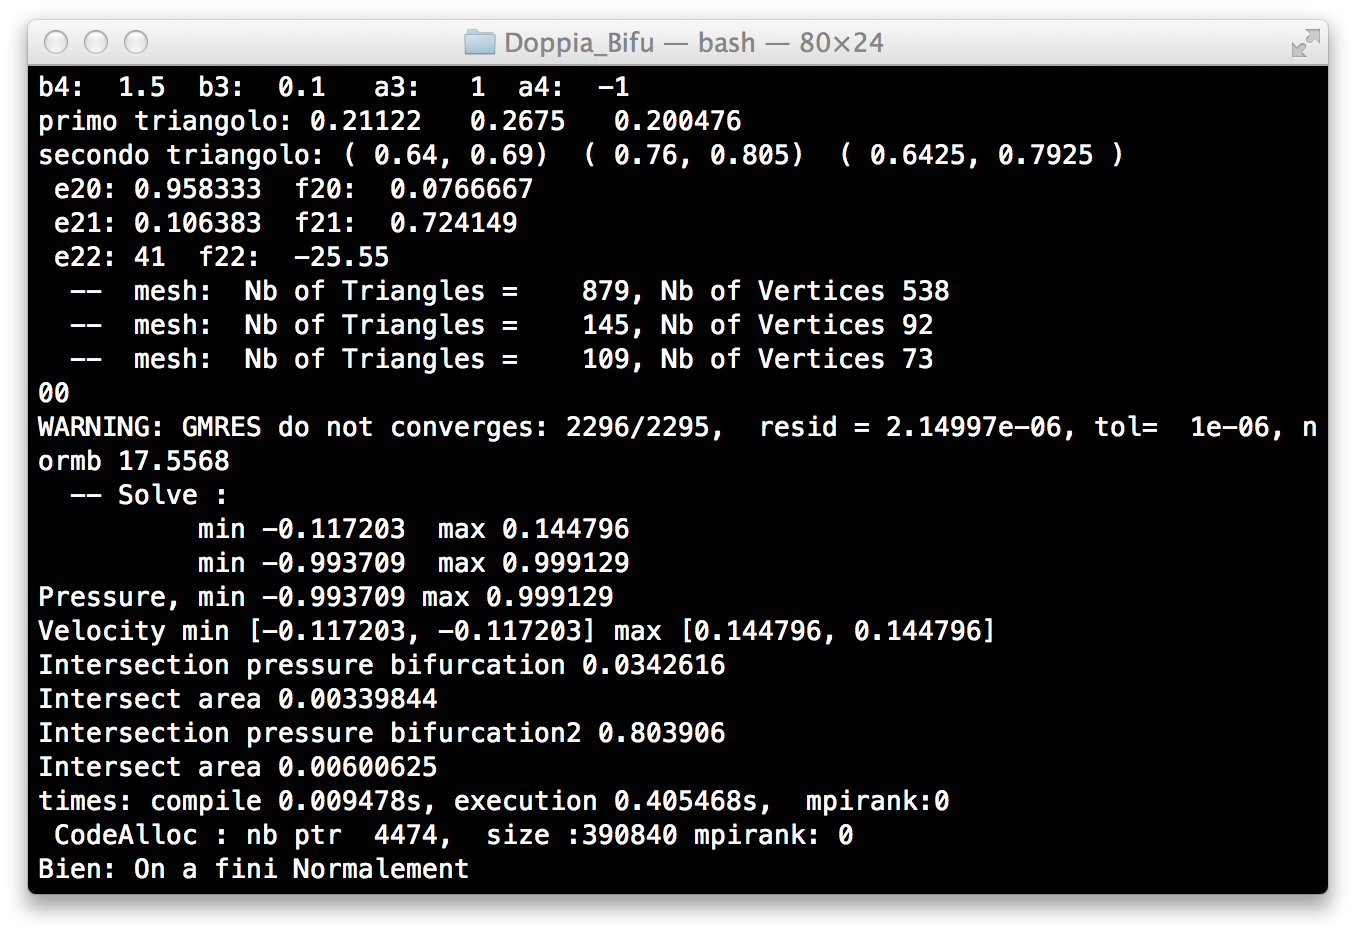 Doppia_Bifu — bash — 80×24
b4:  1.5  b3:  0.1   a3:   1  a4:  -1
primo triangolo: 0.21122   0.2675   0.200476
secondo triangolo: ( 0.64, 0.69)  ( 0.76, 0.805)  ( 0.6425, 0.7925 )
 e20: 0.958333  f20:  0.0766667
 e21: 0.106383  f21:  0.724149
 e22: 41  f22:  -25.55
  --  mesh:  Nb of Triangles =    879, Nb of Vertices 538
  --  mesh:  Nb of Triangles =    145, Nb of Vertices 92
  --  mesh:  Nb of Triangles =    109, Nb of Vertices 73
00
WARNING: GMRES do not converges: 2296/2295,  resid = 2.14997e-06, tol=  1e-06, n
ormb 17.5568
  -- Solve :
          min -0.117203  max 0.144796
          min -0.993709  max 0.999129
Pressure, min -0.993709 max 0.999129
Velocity min [-0.117203, -0.117203] max [0.144796, 0.144796]
Intersection pressure bifurcation 0.0342616
Intersect area 0.00339844
Intersection pressure bifurcation2 0.803906
Intersect area 0.00600625
times: compile 0.009478s, execution 0.405468s,  mpirank:0
 CodeAlloc : nb ptr  4474,  size :390840 mpirank: 0
Bien: On a fini Normalement